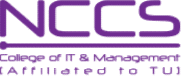 NCCS
College of IT & Management
(Affiliated to TU)